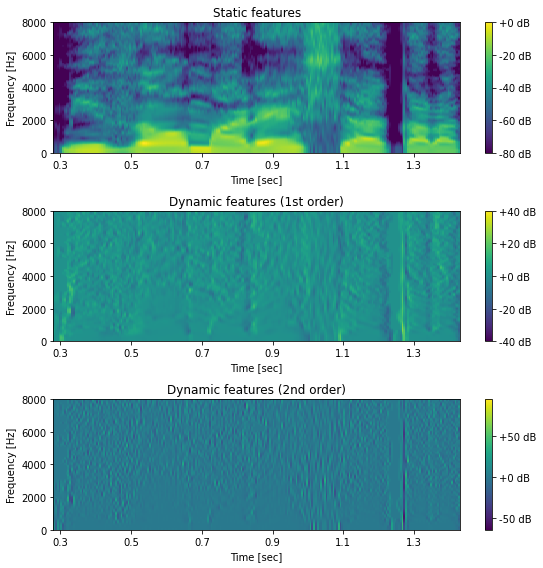 Static features
8000
6000
4000
2000
0
Frequency [Hz]
0.3 0.5 0.7 0.9 1.1 1.3
Time [sec]
+0 dB
-20 dB
-40 dB
-60 dB
-80 dB
Dynamic features (1st order)
8000
6000
4000
2000
0
Frequency [Hz]
0.3 0.5 0.7 0.9 1.1 1.3
Time [sec]
+40 dB
+20 dB
+0 dB
-20 dB
-40 dB
Dynamic features (2nd order)
8000
6000
4000
2000
0
Frequency [Hz]
0.3 0.5 0.7 0.9 1.1 1.3
Time [sec]
+50 dB
+0 dB
-50 dB